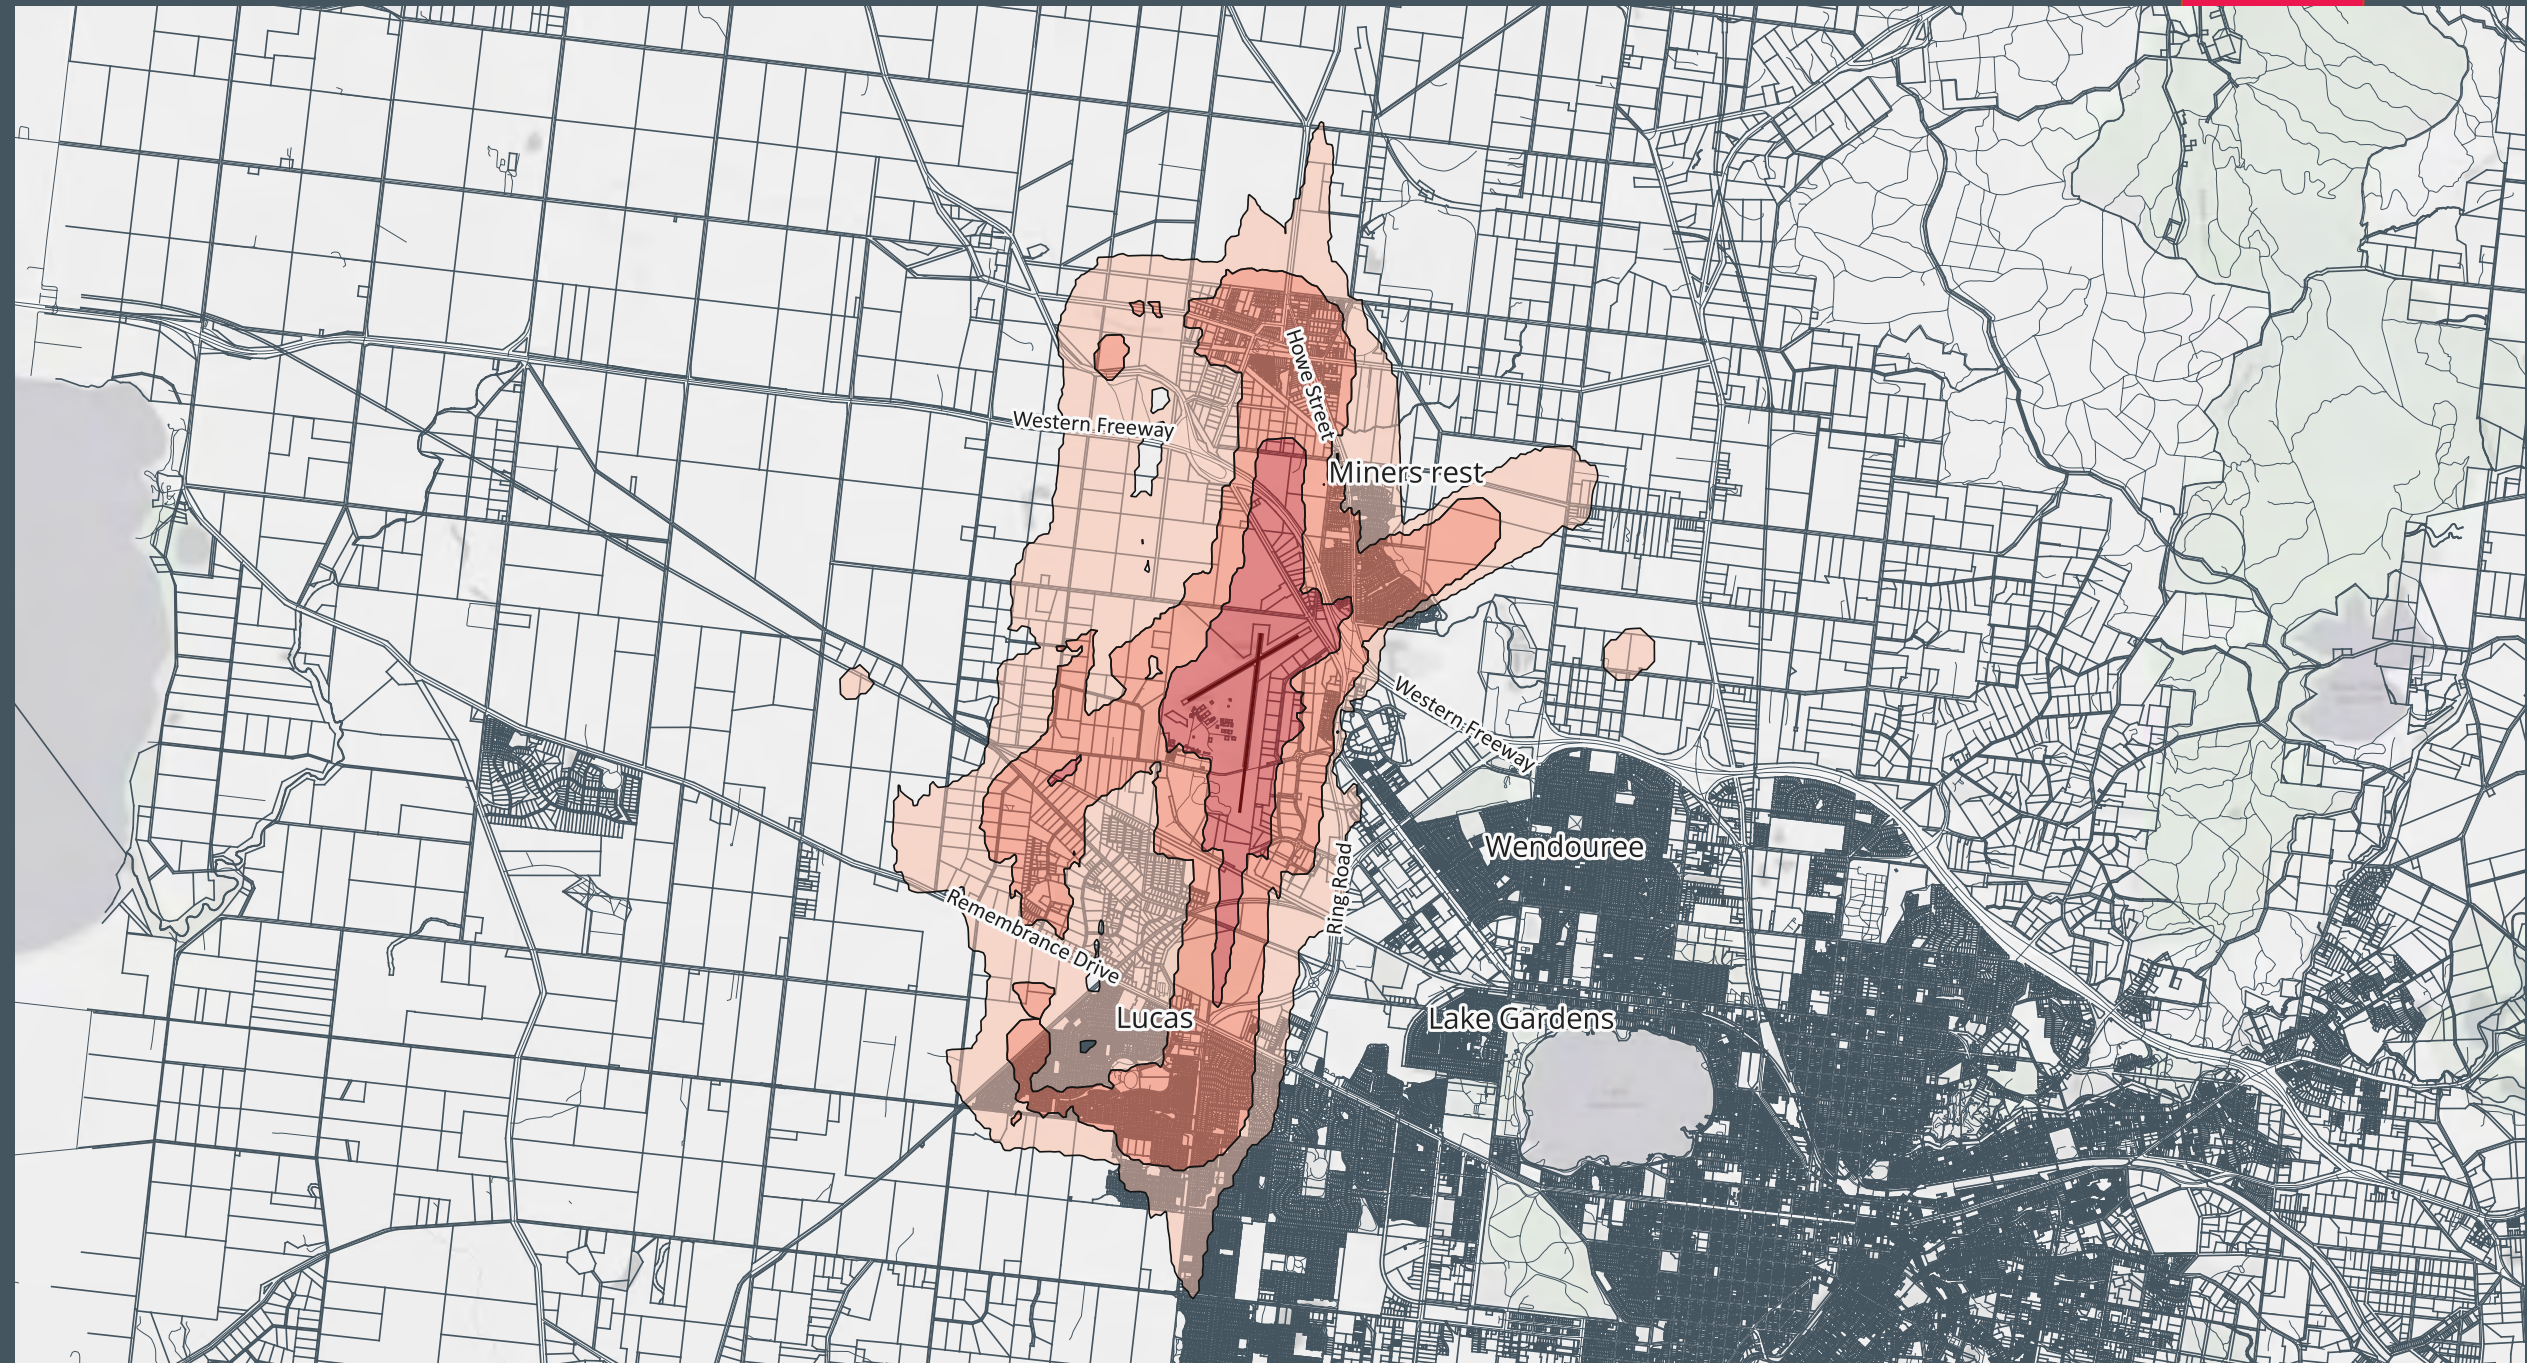 Howe Street
Western Freeway
Miners rest
Western Freeway
Wendouree
Ring Road
Remembrance Drive
Lucas
Lake Gardens